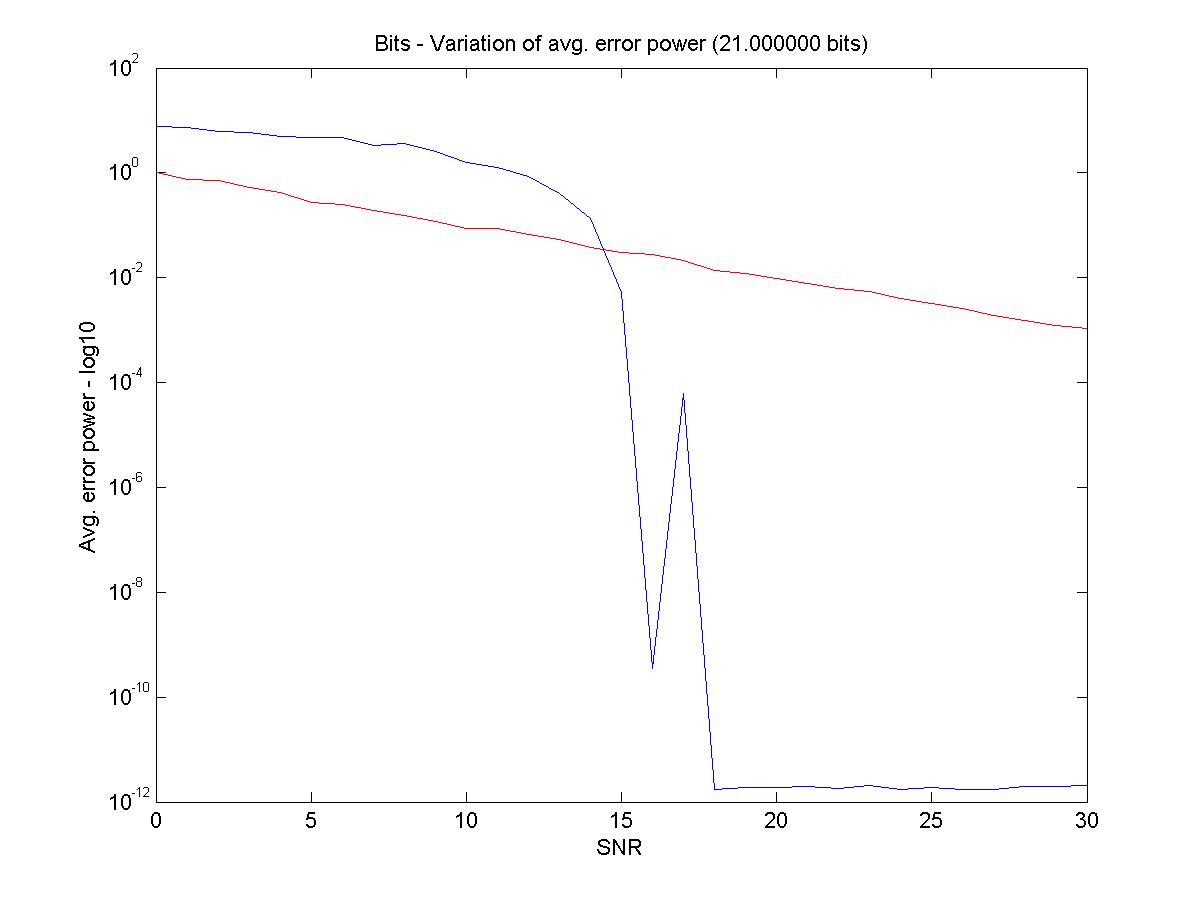 Bits - Variation of avg. error power (21.000000 bits)
10^2
10^0
10^-2
10^-4
10^-6
10^-8
10^-10
10^-12
Avg. error power - log10
0 5 10 15 20 25 30
SNR